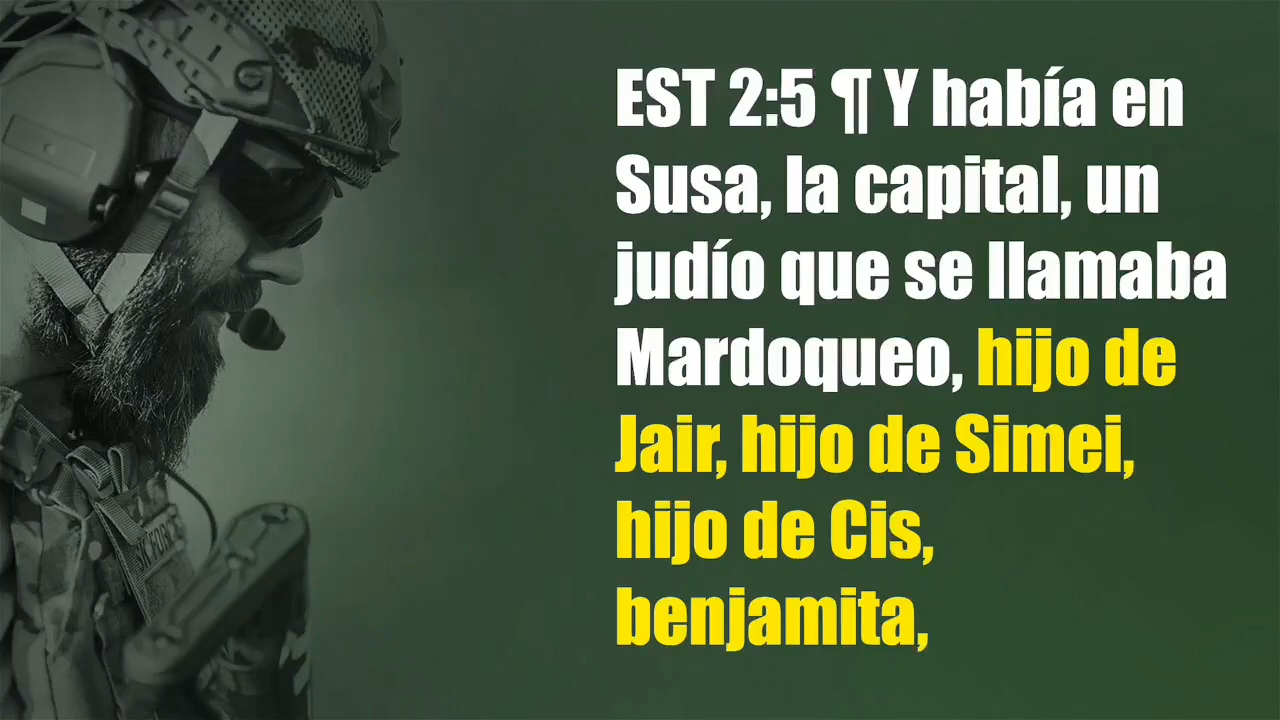 EST 2:5 ¶ Y había en
Susa, la capital, un
judío que se llamaba
Mardoqueo, hijo de
Jair, hijo de Simei,
hijo de Cis,
benjamita,